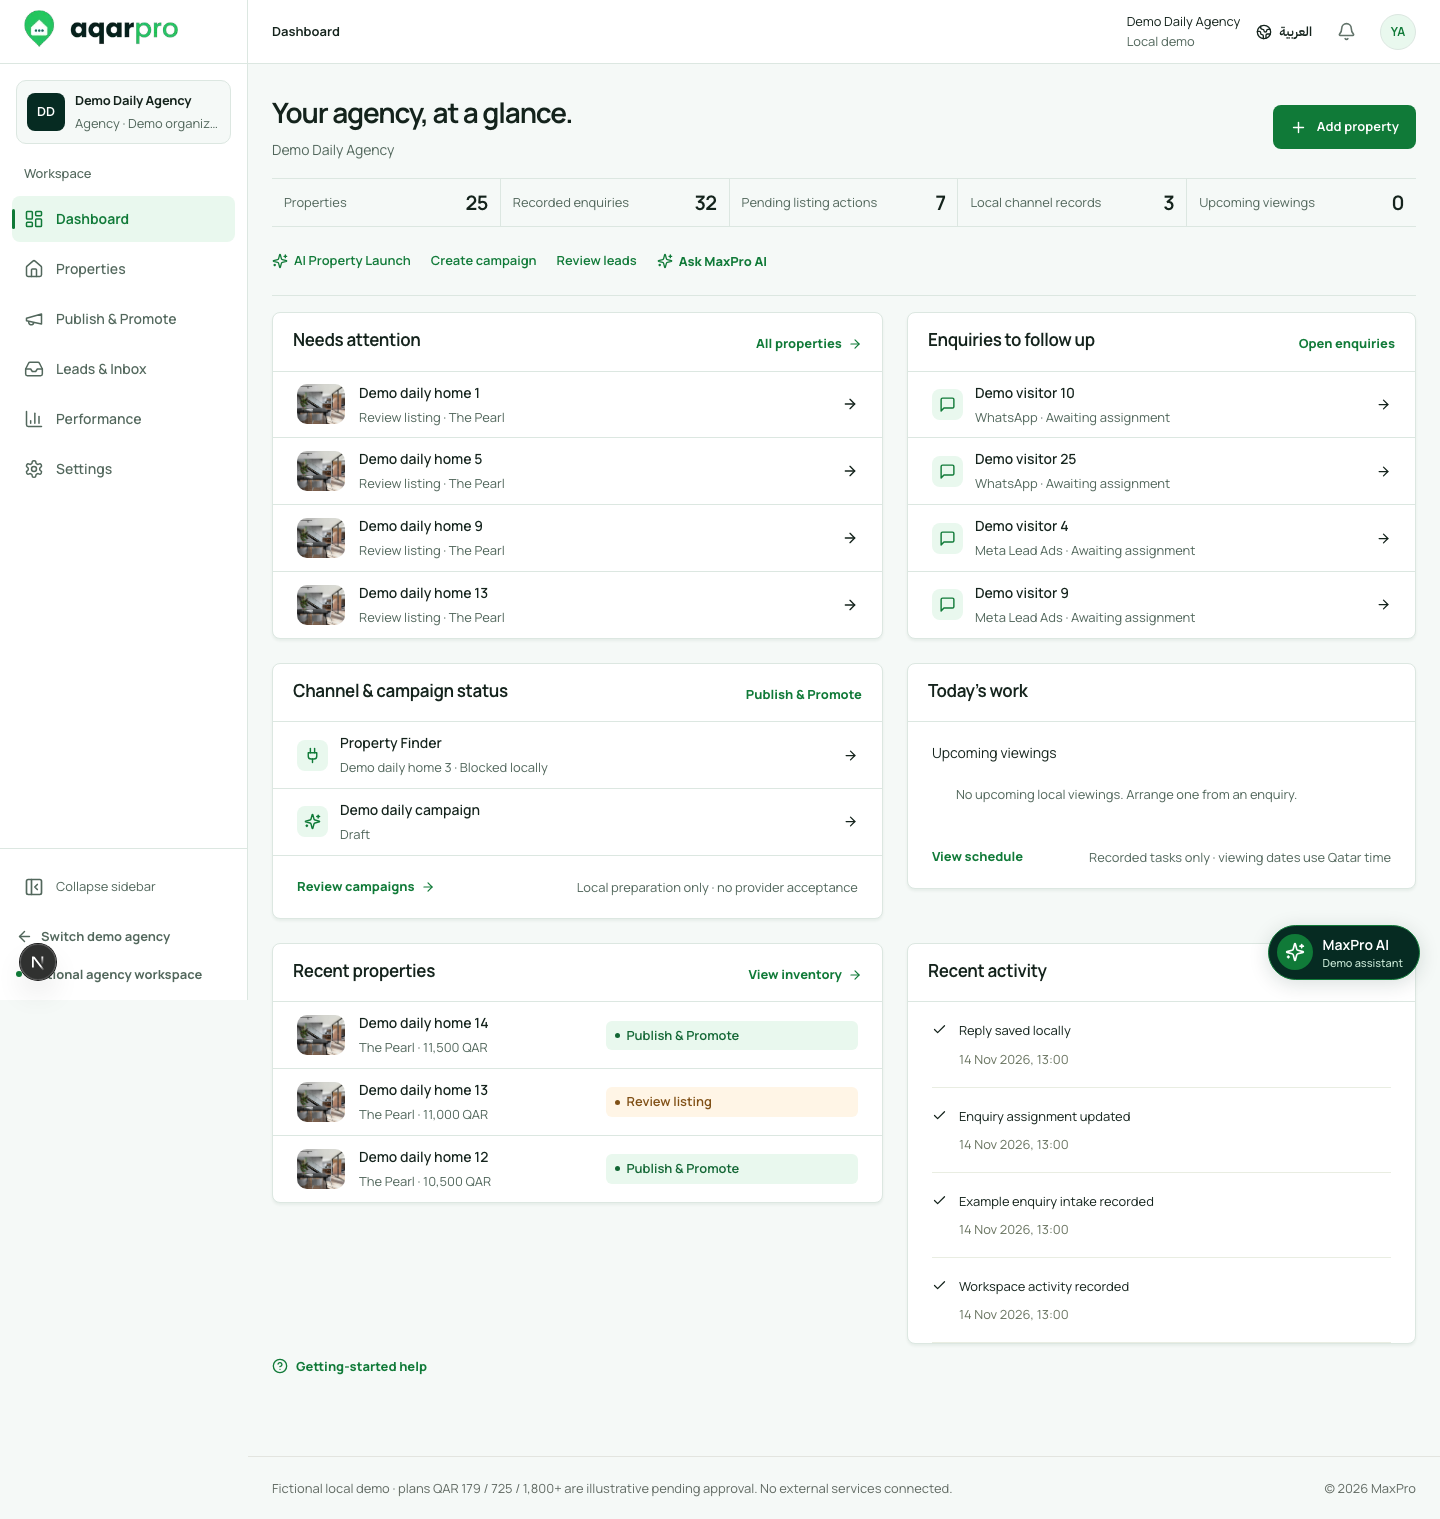 aqarpro
Dashboard
Demo Daily Agency
Local demo
العربية
YA
DD
Demo Daily Agency
Agency · Demo organiz...
Workspace
Dashboard
Properties
Publish & Promote
Leads & Inbox
Performance
Settings
Collapse sidebar
Switch demo agency
tional agency workspace
N
Your agency, at a glance.
Demo Daily Agency
Add property
Properties 25
Recorded enquiries 32
Pending listing actions 7
Local channel records 3
Upcoming viewings 0
AI Property Launch
Create campaign
Review leads
Ask MaxPro AI
Needs attention
All properties
Demo daily home 1
Review listing · The Pearl
Demo daily home 5
Review listing · The Pearl
Demo daily home 9
Review listing · The Pearl
Demo daily home 13
Review listing · The Pearl
Enquiries to follow up
Open enquiries
Demo visitor 10
WhatsApp · Awaiting assignment
Demo visitor 25
WhatsApp · Awaiting assignment
Demo visitor 4
Meta Lead Ads · Awaiting assignment
Demo visitor 9
Meta Lead Ads · Awaiting assignment
Channel & campaign status
Publish & Promote
Property Finder
Demo daily home 3 · Blocked locally
Demo daily campaign
Draft
Review campaigns
Local preparation only · no provider acceptance
Today's work
Upcoming viewings
No upcoming local viewings. Arrange one from an enquiry.
View schedule
Recorded tasks only · viewing dates use Qatar time
MaxPro AI
Demo assistant
Recent properties
View inventory
Demo daily home 14
The Pearl · 11,500 QAR
Publish & Promote
Demo daily home 13
The Pearl · 11,000 QAR
Review listing
Demo daily home 12
The Pearl · 10,500 QAR
Publish & Promote
Recent activity
Reply saved locally
14 Nov 2026, 13:00
Enquiry assignment updated
14 Nov 2026, 13:00
Example enquiry intake recorded
14 Nov 2026, 13:00
Workspace activity recorded
14 Nov 2026, 13:00
Getting-started help
Fictional local demo · plans QAR 179 / 725 / 1,800+ are illustrative pending approval. No external services connected.
© 2026 MaxPro